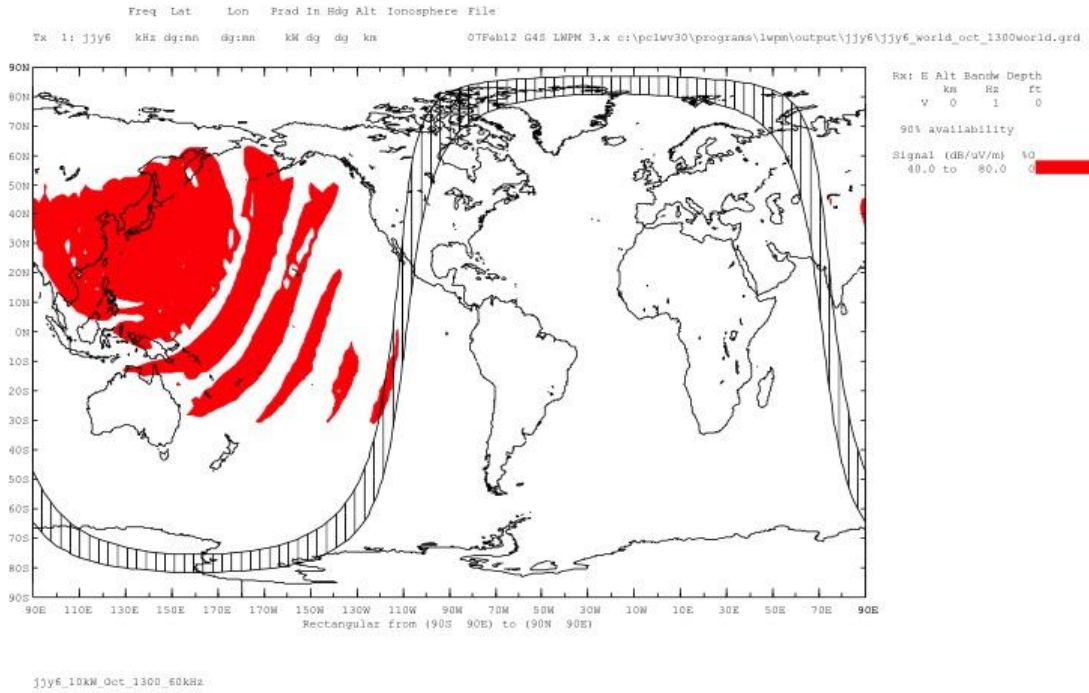 Freq Lat Lon Prad In Hdg Alt Ionosphere File
Tx 1: jjy6 kHz dg:mn dg:mn kW dg dg km 07Feb12 G4S LWPM 3.x c:\pclwv30\programs\lwpm\output\jjy6\jjy6_world_oct_1300world.grd
Rx: E Alt Bandw Depth
km Hz ft
V 0 1 0
90% availability
Signal (dB/uV/m) %O
40.0 to 80.0 0
90N
80N
70N
60N
50N
40N
30N
20N
10N
0N
10S
20S
30S
40S
50S
60S
70S
80S
90S
90E 110E 130E 150E 170E 170W 150W 130W 110W 90W 70W 50W 30W 10W 10E 30E 50E 70E 90E
Rectangular from (90S 90E) to (90N 90E)
jjy6_10kW_Oct_1300_60kHz